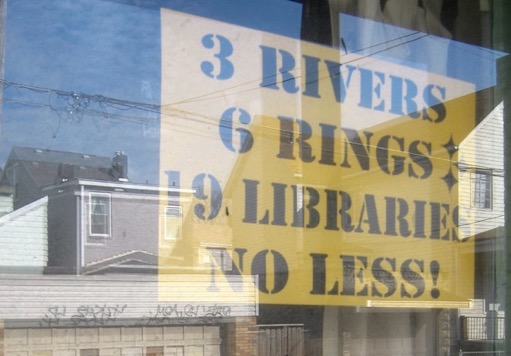 3 RIVERS
6 RINGS
19 LIBRARIES
NO LESS!